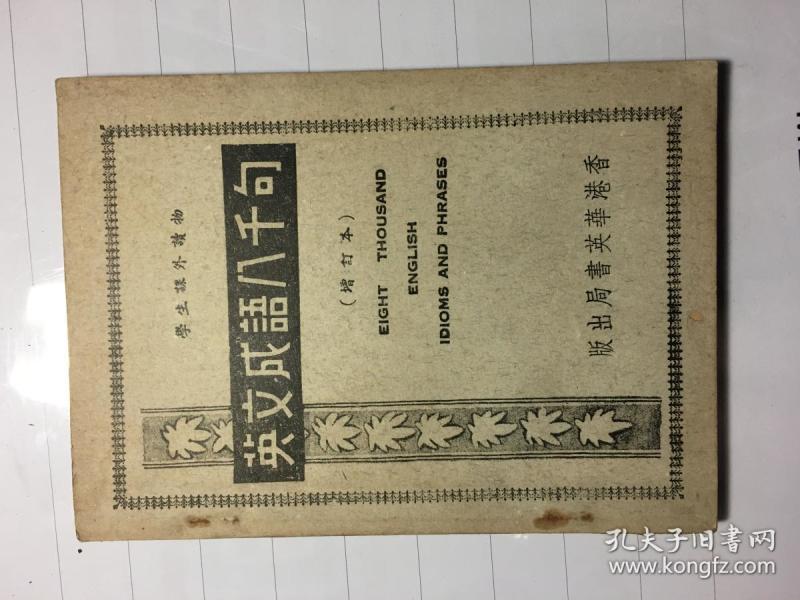 學生課外讀物
英文成語八千句
(增訂本)
EIGHT THOUSAND
ENGLISH
IDIOMS AND PHRASES
香港華英書局出版
孔夫子旧书网
www.kongfz.com